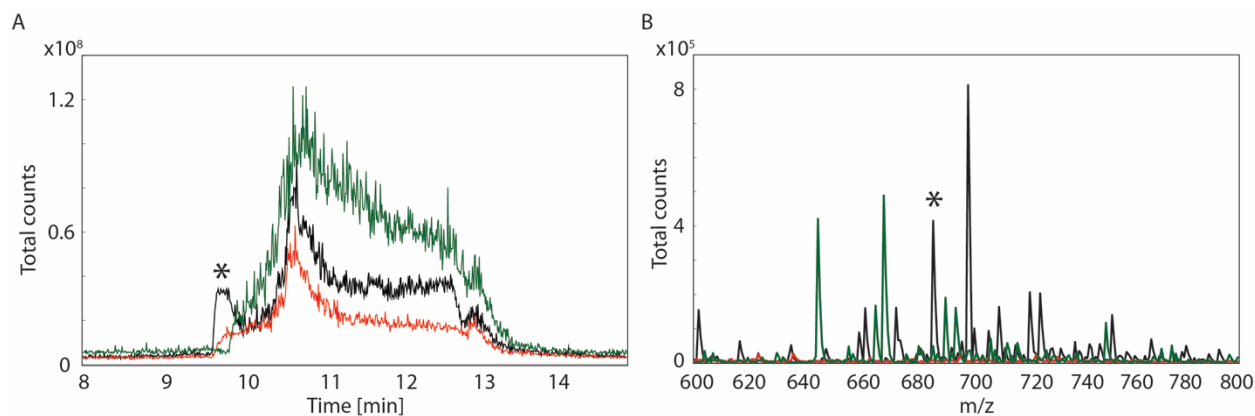 A
x10⁸
Total counts
1.2
0.6
0
*
8 9 10 11 12 13 14
Time [min]
B
x10⁵
Total counts
8
4
0
*
600 620 640 660 680 700 720 740 760 780 800
m/z